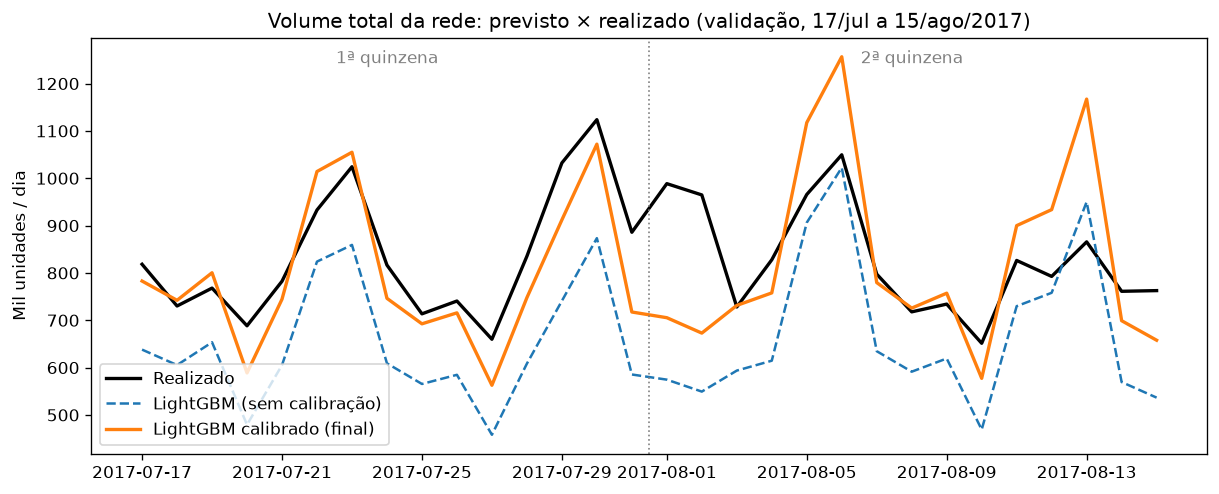 Volume total da rede: previsto × realizado (validação, 17/jul a 15/ago/2017)
1ª quinzena
2ª quinzena
Mil unidades / dia
1200
1100
1000
900
800
700
600
500
Realizado
LightGBM (sem calibração)
LightGBM calibrado (final)
2017-07-17
2017-07-21
2017-07-25
2017-07-29
2017-08-01
2017-08-05
2017-08-09
2017-08-13